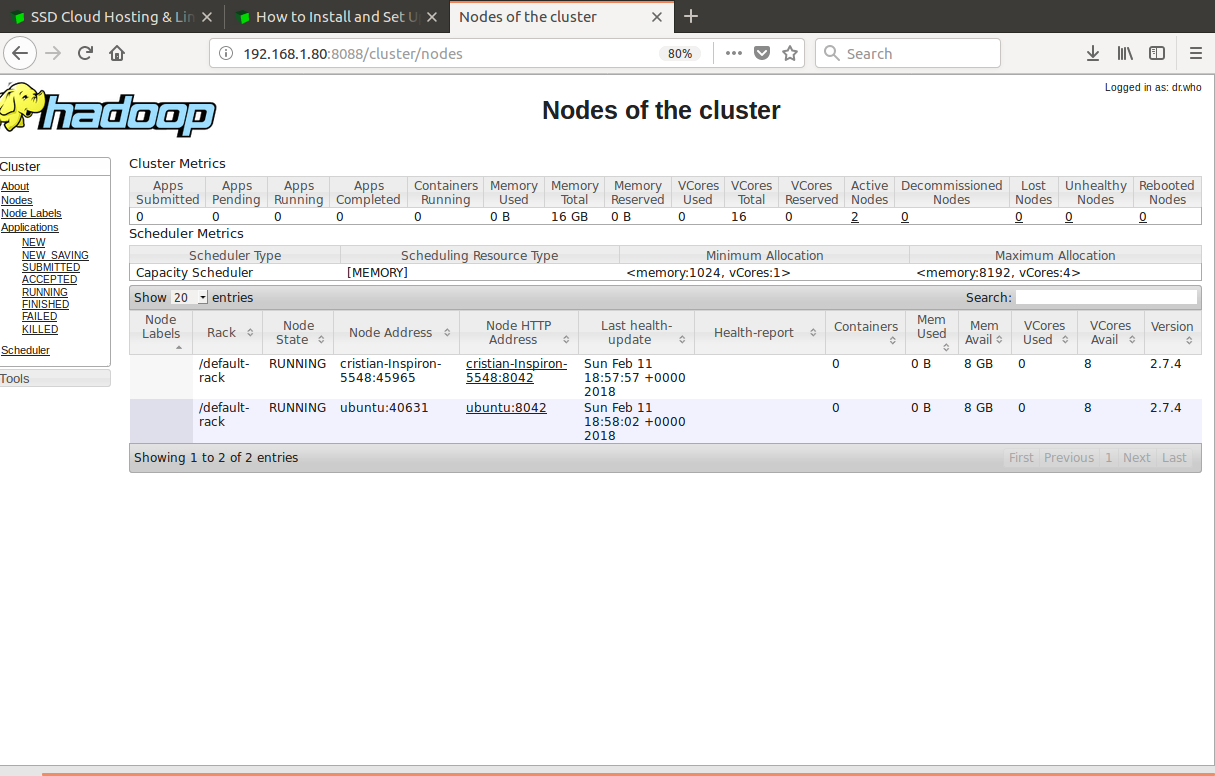 SSD Cloud Hosting & Lin
How to Install and Set U
Nodes of the cluster
192.168.1.80:8088/cluster/nodes
80%
Search
Logged in as: dr.who
hadoop
Nodes of the cluster
Cluster
About
Nodes
Node Labels
Applications
NEW
NEW_SAVING
SUBMITTED
ACCEPTED
RUNNING
FINISHED
FAILED
KILLED
Scheduler
Tools
Cluster Metrics
Apps Submitted Apps Pending Apps Running Apps Completed Containers Running Memory Used Memory Total Memory Reserved VCores Used VCores Total VCores Reserved Active Nodes Decommissioned Nodes Lost Nodes Unhealthy Nodes Rebooted Nodes
0 0 0 0 0 0 B 16 GB 0 B 0 16 0 2 0 0 0 0
Scheduler Metrics
Scheduler Type Scheduling Resource Type Minimum Allocation Maximum Allocation
Capacity Scheduler [MEMORY] <memory:1024, vCores:1> <memory:8192, vCores:4>
Show 20 entries Search:
Node Labels Rack Node State Node Address Node HTTP Address Last health-update Health-report Containers Mem Used Mem Avail VCores Used VCores Avail Version
/default- RUNNING cristian-Inspiron- cristian-Inspiron- Sun Feb 11 0 0 B 8 GB 0 8 2.7.4
rack 5548:45965 5548:8042 18:57:57 +0000
2018
/default- RUNNING ubuntu:40631 ubuntu:8042 Sun Feb 11 0 0 B 8 GB 0 8 2.7.4
rack 18:58:02 +0000
2018
Showing 1 to 2 of 2 entries First Previous 1 Next Last